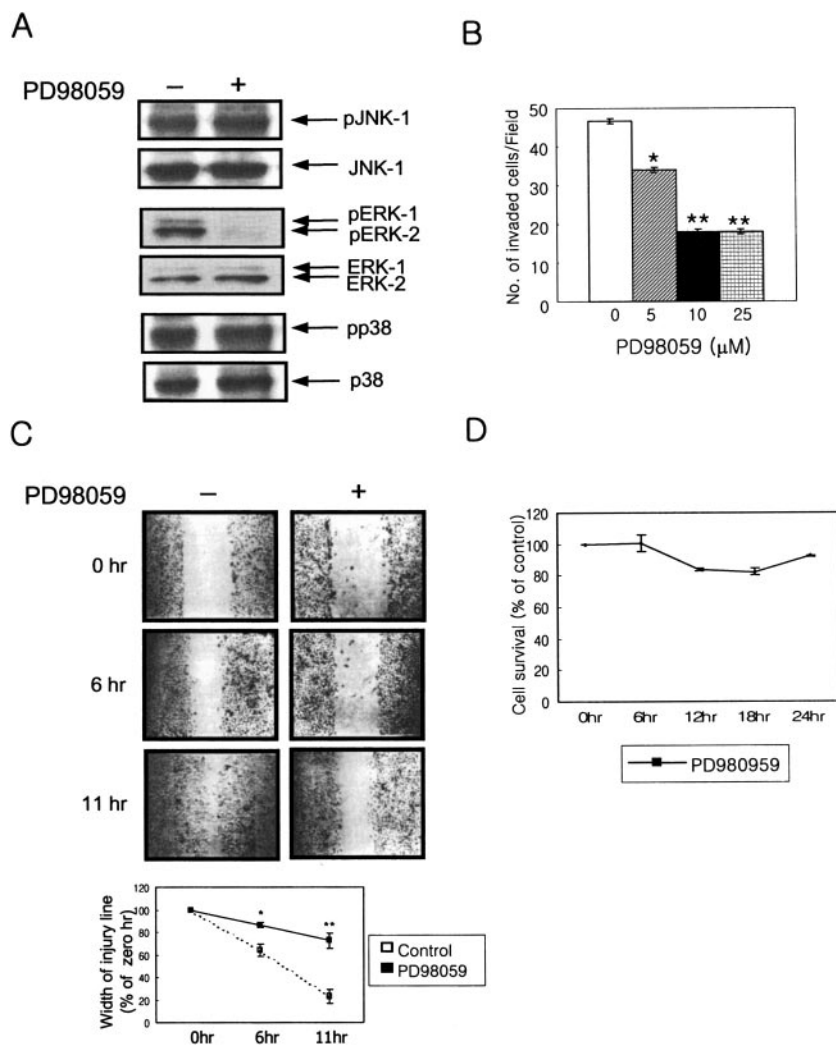 A
PD98059 − +
pJNK-1
JNK-1
pERK-1
pERK-2
ERK-1
ERK-2
pp38
p38
B
No. of invaded cells/Field
50
40
30
20
10
0
*
**
**
0 5 10 25
PD98059 (μM)
C
PD98059 − +
0 hr
6 hr
11 hr
Width of injury line
(% of zero hr)
120
100
80
60
40
20
0
*
**
0hr 6hr 11hr
Control
PD98059
D
Cell survival (% of control)
120
100
80
60
40
20
0
0hr 6hr 12hr 18hr 24hr
PD980959